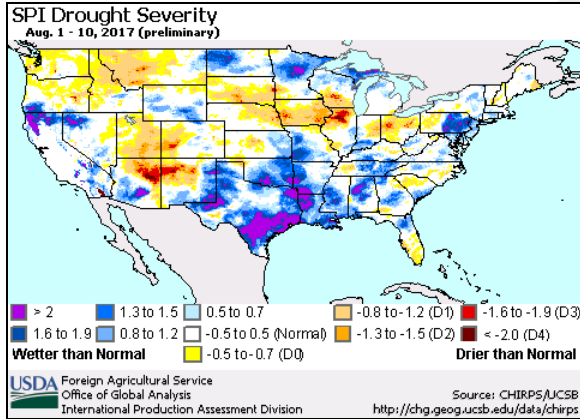 SPI Drought Severity
Aug. 1 - 10, 2017 (preliminary)
> 2
1.3 to 1.5
0.5 to 0.7
-0.8 to -1.2 (D1)
-1.6 to -1.9 (D3)
1.6 to 1.9
0.8 to 1.2
-0.5 to 0.5 (Normal)
-1.3 to -1.5 (D2)
< -2.0 (D4)
Wetter than Normal
-0.5 to -0.7 (D0)
Drier than Normal
USDA
Foreign Agricultural Service
Office of Global Analysis
International Production Assessment Division
Source: CHIRPS/UCSB
http://chg.geog.ucsb.edu/data/chirps